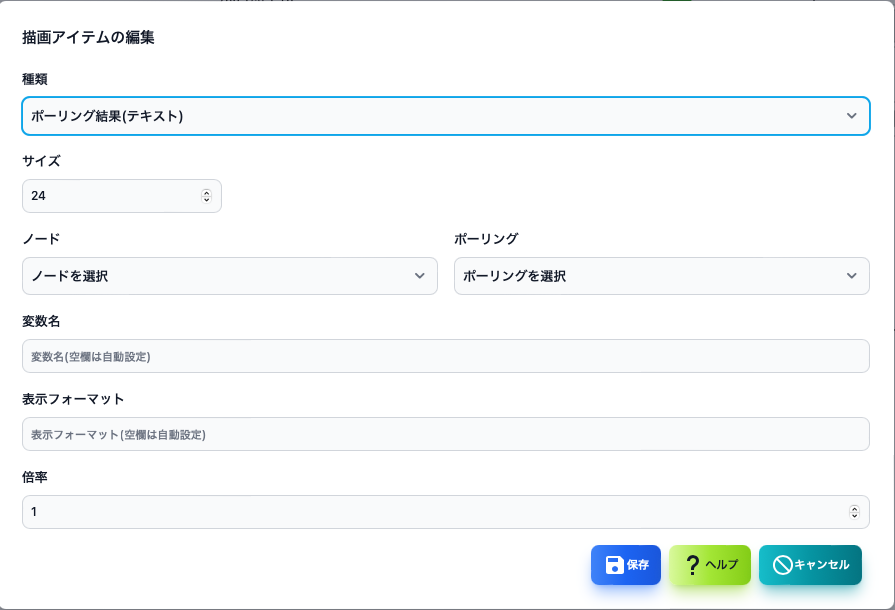 描画アイテムの編集
種類
ポーリング結果(テキスト)
サイズ
24
ノード
ポーリング
ノードを選択
ポーリングを選択
変数名
変数名(空欄は自動設定)
表示フォーマット
表示フォーマット(空欄は自動設定)
倍率
1
保存
? ヘルプ
キャンセル